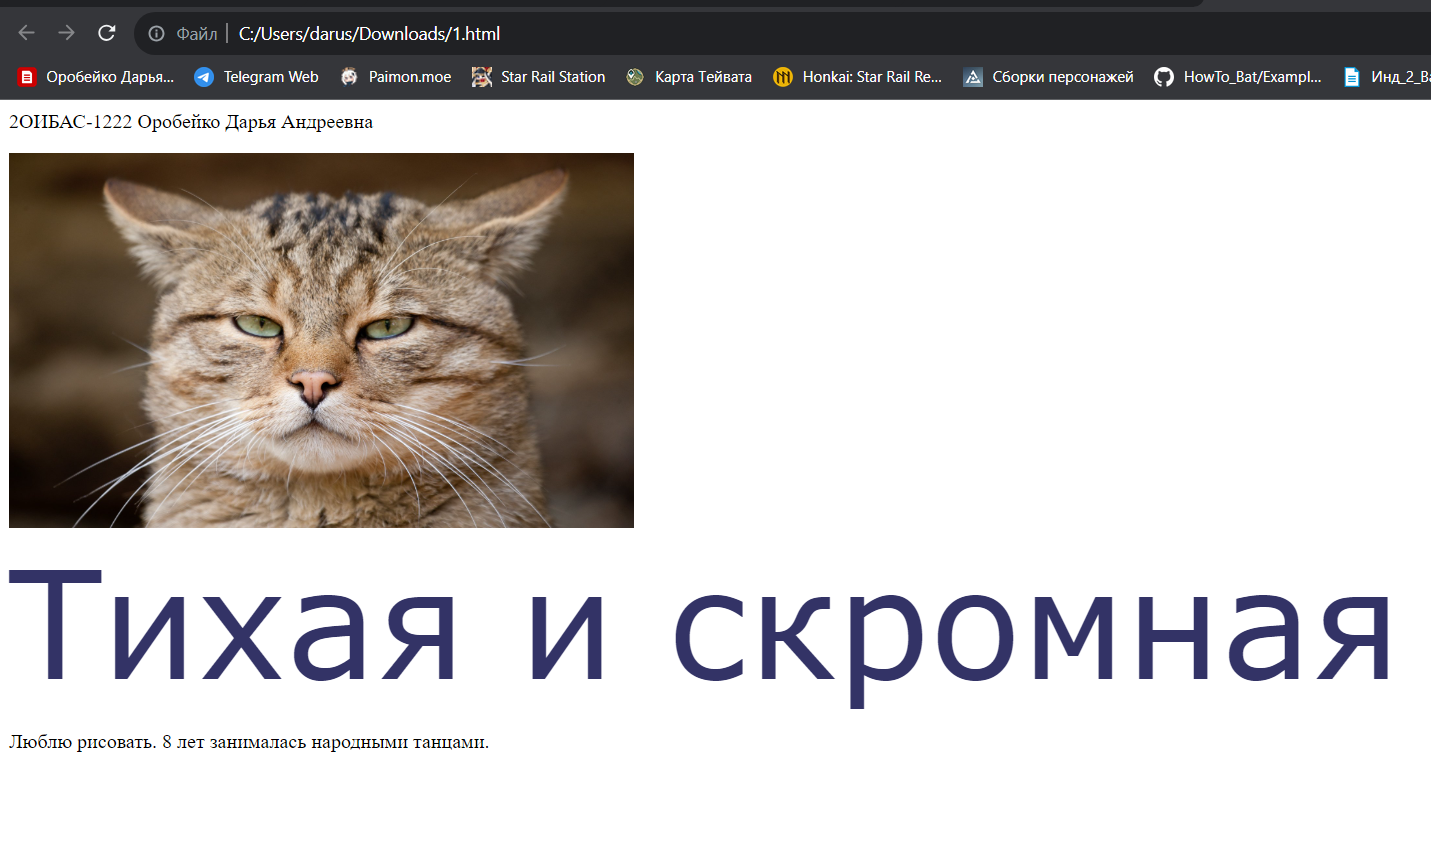 Файл C:/Users/darus/Downloads/1.html
Оробейко Дарья... Telegram Web Paimon.moe Star Rail Station Карта Тейвата Honkai: Star Rail Re... Сборки персонажей HowTo_Bat/Exampl... Инд_2_Ba
2ОИБАС-1222 Оробейко Дарья Андреевна
Тихая и скромная
Люблю рисовать. 8 лет занималась народными танцами.